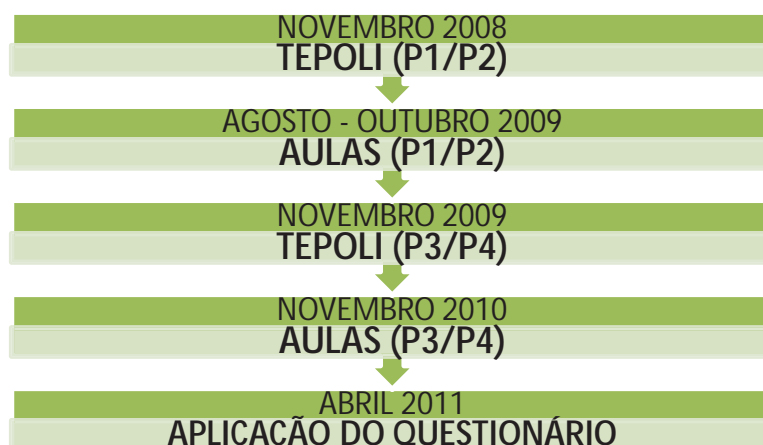 NOVEMBRO 2008
TEPOLI (P1/P2)
AGOSTO - OUTUBRO 2009
AULAS (P1/P2)
NOVEMBRO 2009
TEPOLI (P3/P4)
NOVEMBRO 2010
AULAS (P3/P4)
ABRIL 2011
APLICAÇÃO DO QUESTIONÁRIO